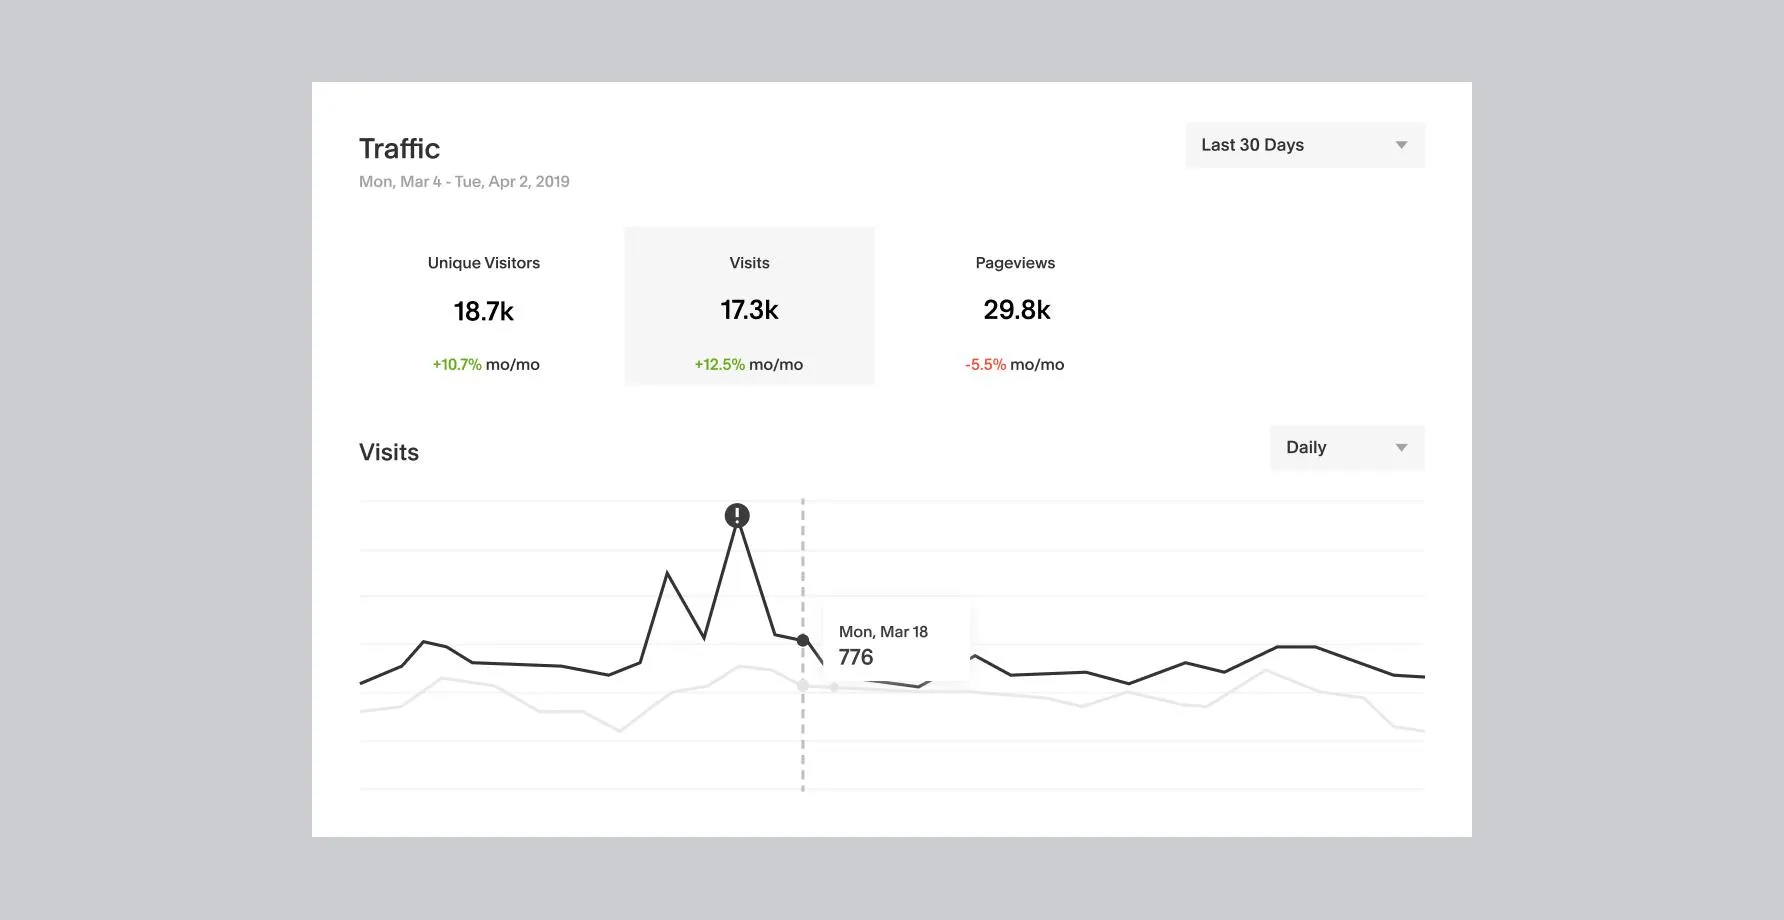 Traffic
Mon, Mar 4 - Tue, Apr 2, 2019
Last 30 Days
Unique Visitors
18.7k
+10.7% mo/mo
Visits
17.3k
+12.5% mo/mo
Pageviews
29.8k
-5.5% mo/mo
Visits
Daily
!
Mon, Mar 18
776